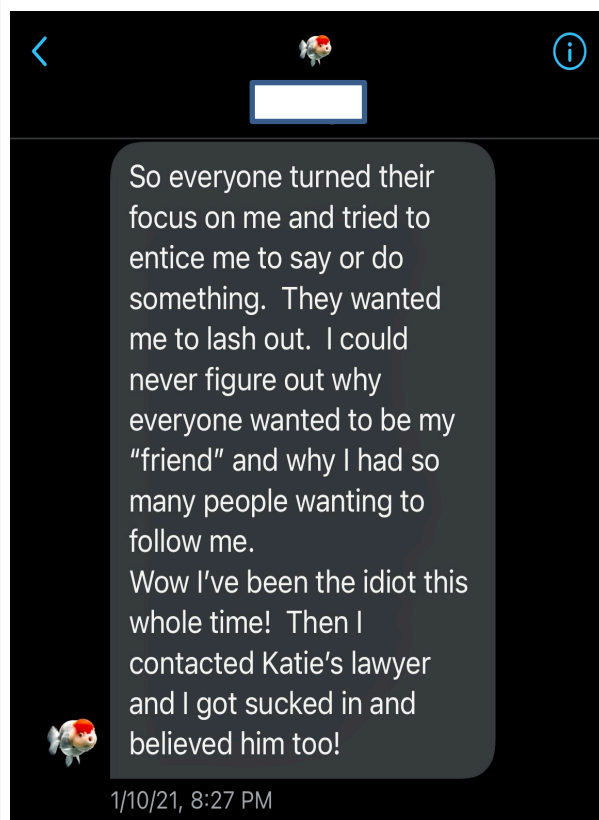 So everyone turned their
focus on me and tried to
entice me to say or do
something.  They wanted
me to lash out.  I could
never figure out why
everyone wanted to be my
“friend” and why I had so
many people wanting to
follow me.
Wow I’ve been the idiot this
whole time!  Then I
contacted Katie’s lawyer
and I got sucked in and
believed him too!
1/10/21, 8:27 PM